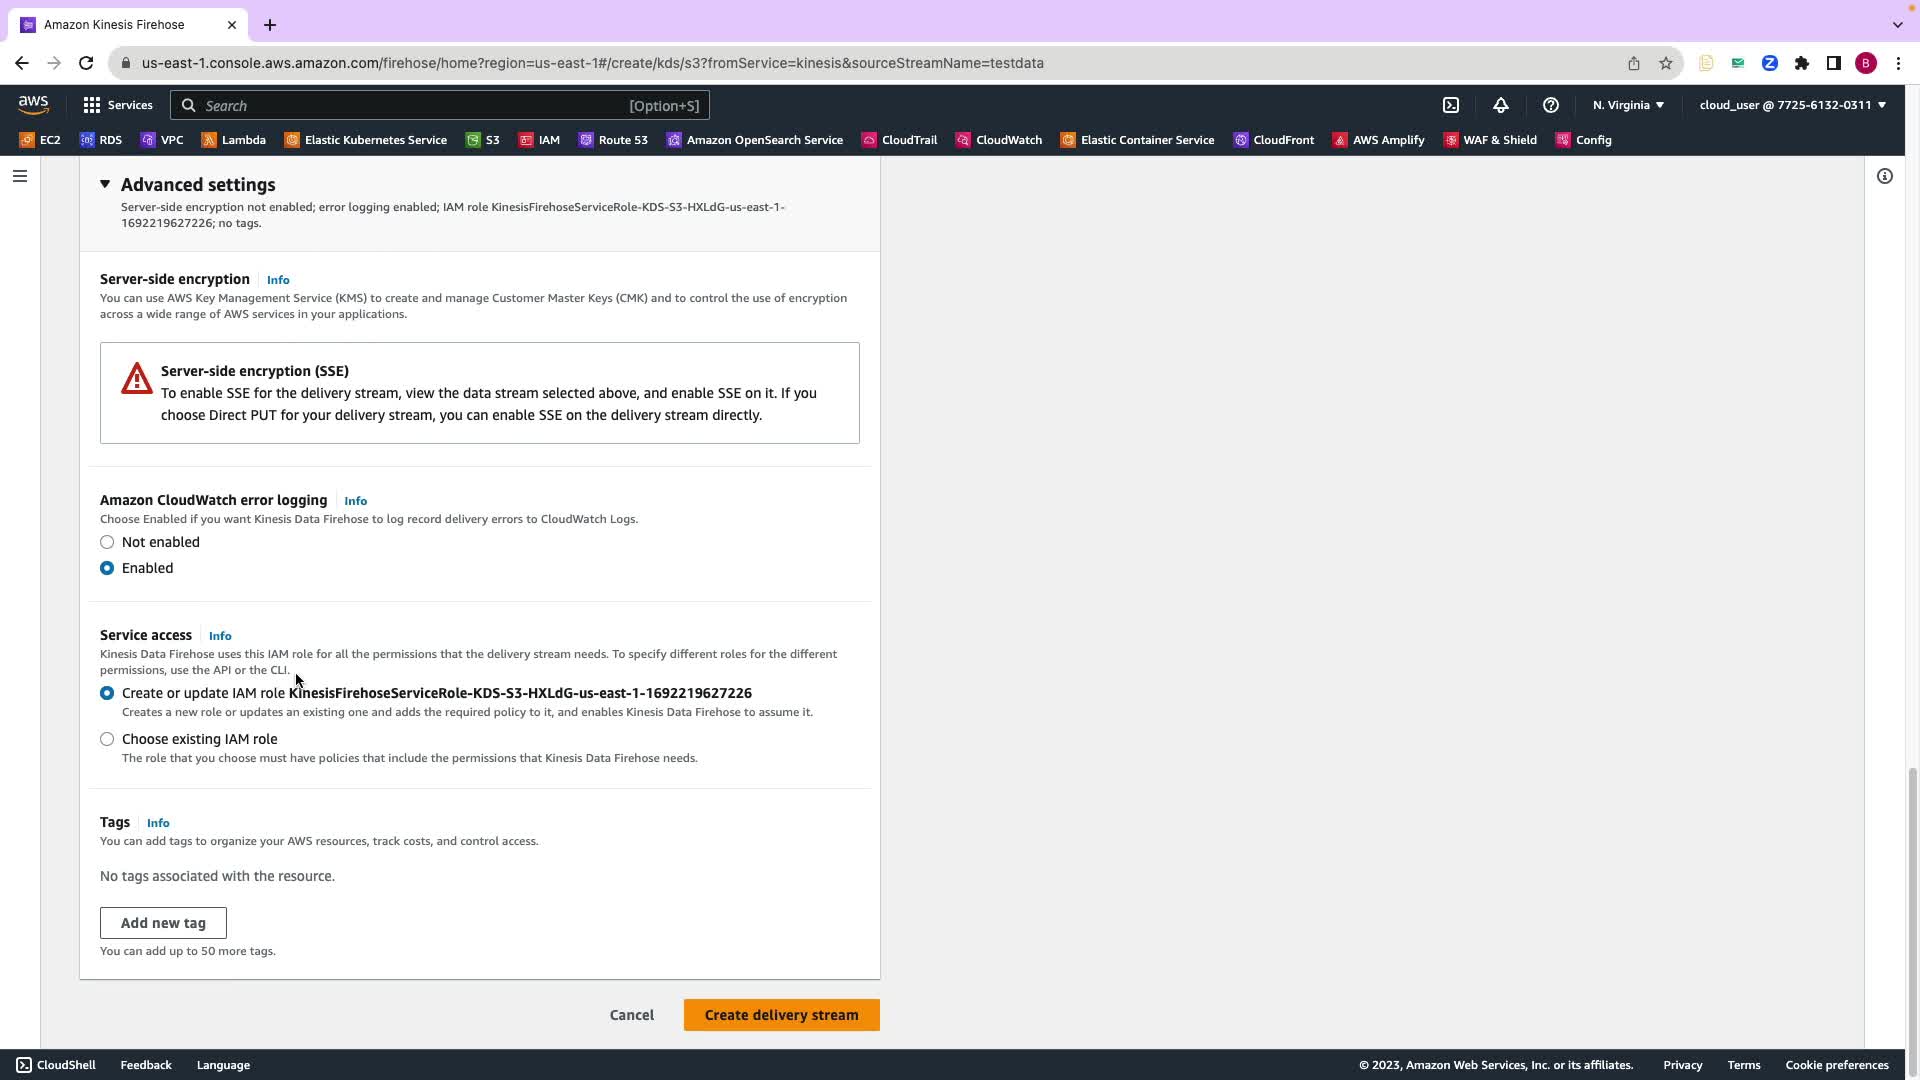 Amazon Kinesis Firehose
us-east-1.console.aws.amazon.com/firehose/home?region=us-east-1#/create/kds/s3?fromService=kinesis&sourceStreamName=testdata
B
aws
Services
Search
[Option+S]
N. Virginia
cloud_user @ 7725-6132-0311
EC2
RDS
VPC
Lambda
Elastic Kubernetes Service
S3
IAM
Route 53
Amazon OpenSearch Service
CloudTrail
CloudWatch
Elastic Container Service
CloudFront
AWS Amplify
WAF & Shield
Config
Advanced settings
Server-side encryption not enabled; error logging enabled; IAM role KinesisFirehoseServiceRole-KDS-S3-HXLdG-us-east-1-
1692219627226; no tags.
Server-side encryption
Info
You can use AWS Key Management Service (KMS) to create and manage Customer Master Keys (CMK) and to control the use of encryption
across a wide range of AWS services in your applications.
Server-side encryption (SSE)
To enable SSE for the delivery stream, view the data stream selected above, and enable SSE on it. If you
choose Direct PUT for your delivery stream, you can enable SSE on the delivery stream directly.
Amazon CloudWatch error logging
Info
Choose Enabled if you want Kinesis Data Firehose to log record delivery errors to CloudWatch Logs.
Not enabled
Enabled
Service access
Info
Kinesis Data Firehose uses this IAM role for all the permissions that the delivery stream needs. To specify different roles for the different
permissions, use the API or the CLI.
Create or update IAM role KinesisFirehoseServiceRole-KDS-S3-HXLdG-us-east-1-1692219627226
Creates a new role or updates an existing one and adds the required policy to it, and enables Kinesis Data Firehose to assume it.
Choose existing IAM role
The role that you choose must have policies that include the permissions that Kinesis Data Firehose needs.
Tags
Info
You can add tags to organize your AWS resources, track costs, and control access.
No tags associated with the resource.
Add new tag
You can add up to 50 more tags.
Cancel
Create delivery stream
CloudShell
Feedback
Language
© 2023, Amazon Web Services, Inc. or its affiliates.
Privacy
Terms
Cookie preferences